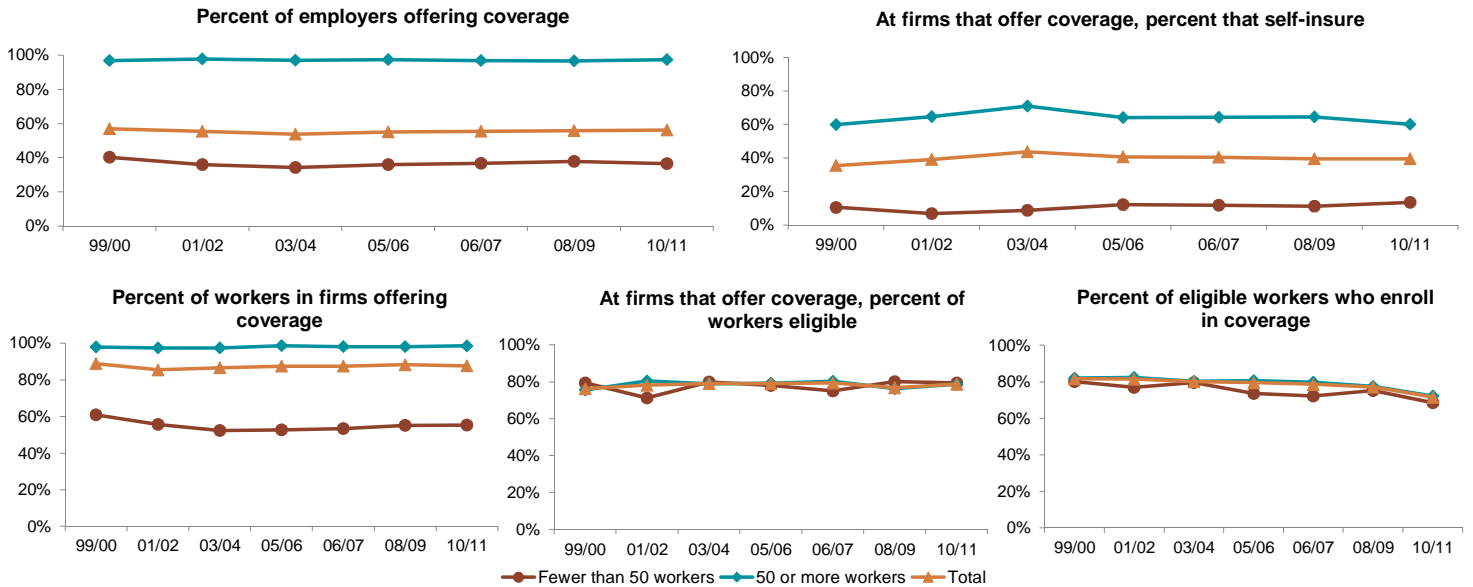 Percent of employers offering coverage
100%
80%
60%
40%
20%
0%
99/00 01/02 03/04 05/06 06/07 08/09 10/11
At firms that offer coverage, percent that self-insure
100%
80%
60%
40%
20%
0%
99/00 01/02 03/04 05/06 06/07 08/09 10/11
Percent of workers in firms offering
coverage
100%
80%
60%
40%
20%
0%
99/00 01/02 03/04 05/06 06/07 08/09 10/11
At firms that offer coverage, percent of
workers eligible
100%
80%
60%
40%
20%
0%
99/00 01/02 03/04 05/06 06/07 08/09 10/11
Percent of eligible workers who enroll
in coverage
100%
80%
60%
40%
20%
0%
99/00 01/02 03/04 05/06 06/07 08/09 10/11
Fewer than 50 workers 50 or more workers Total